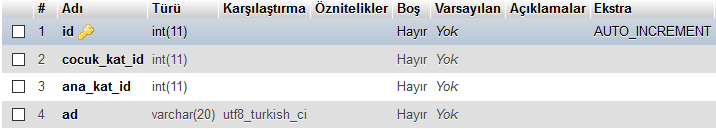 # Adı Türü Karşılaştırma Öznitelikler Boş Varsayılan Açıklamalar Ekstra
1 id int(11) Hayır Yok AUTO_INCREMENT
2 cocuk_kat_id int(11) Hayır Yok
3 ana_kat_id int(11) Hayır Yok
4 ad varchar(20) utf8_turkish_ci Hayır Yok